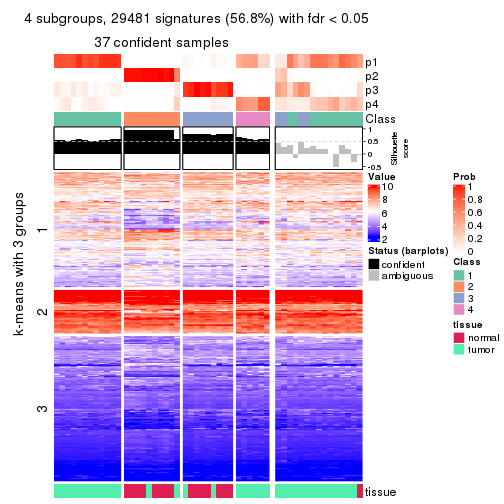 4 subgroups, 29481 signatures (56.8%) with fdr < 0.05
37 confident samples
p1
p2
p3
p4
Class
1
0.5
0
-0.5
Silhouette
score
k-means with 3 groups
1
2
3
tissue
Value
10
8
6
4
2
Status (barplots)
confident
ambiguous
Prob
1
0.8
0.6
0.4
0.2
0
Class
1
2
3
4
tissue
normal
tumor